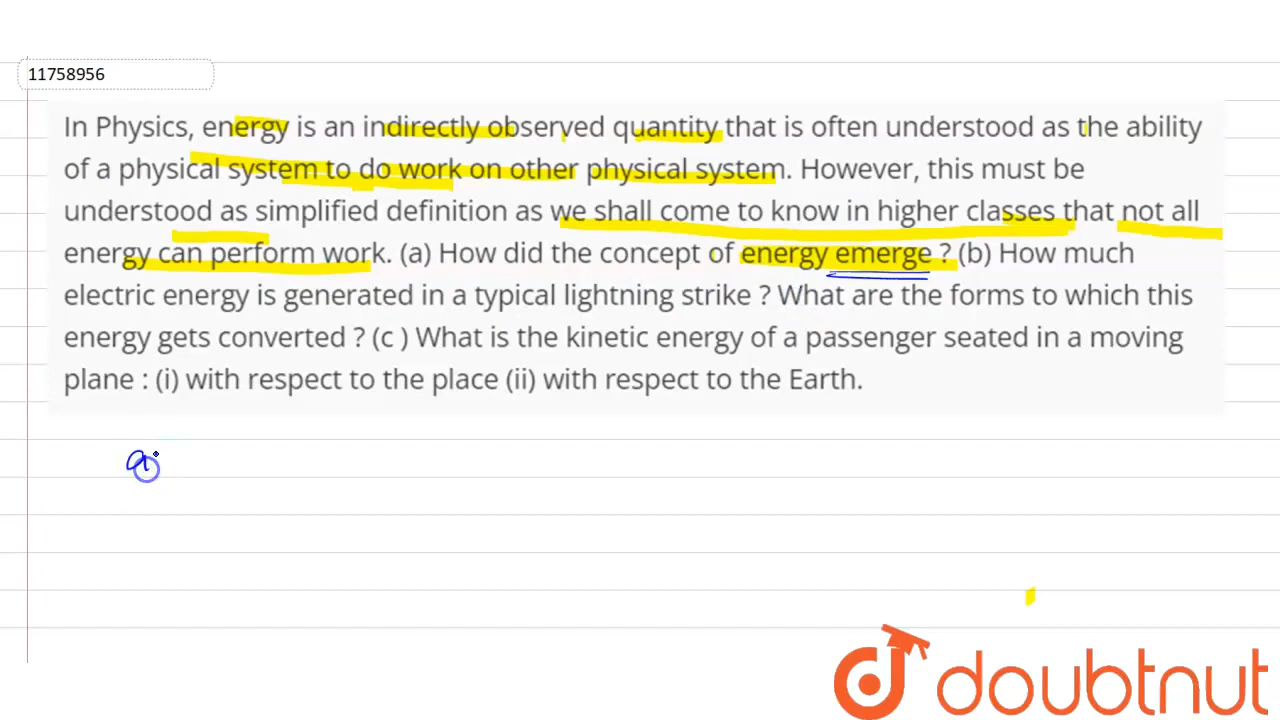 11758956
In Physics, energy is an indirectly observed quantity that is often understood as the ability
of a physical system to do work on other physical system. However, this must be
understood as simplified definition as we shall come to know in higher classes that not all
energy can perform work. (a) How did the concept of energy emerge ? (b) How much
electric energy is generated in a typical lightning strike ? What are the forms to which this
energy gets converted ? (c ) What is the kinetic energy of a passenger seated in a moving
plane : (i) with respect to the place (ii) with respect to the Earth.
a
doubtnut